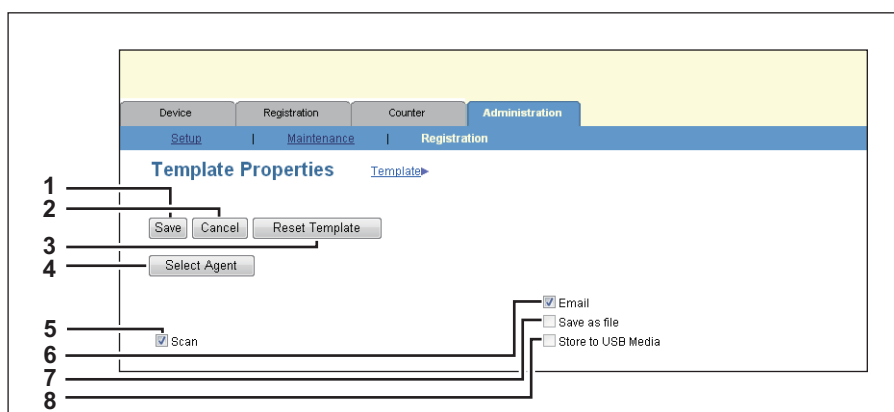 Device Registration Counter Administration
Setup | Maintenance | Registration
Template Properties Template▶
1
2
Save Cancel Reset Template
3
4
Select Agent
Email
5
Save as file
Scan
6
Store to USB Media
7
8